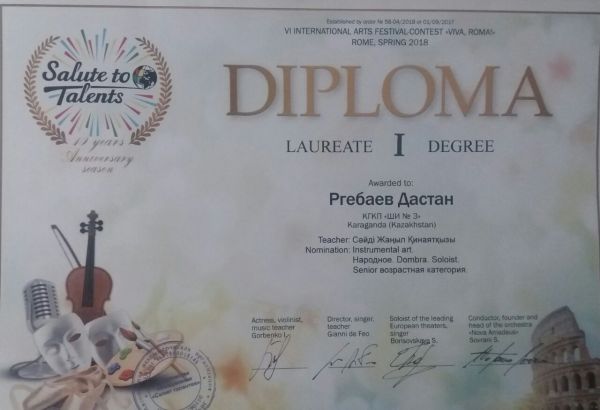 Established by order № 56-04/2018 at 01/09/2017
VI INTERNATIONAL ARTS FESTIVAL-CONTEST «VIVA, ROMA!»
ROME, SPRING 2018
Salute to
Talents
years
Anniversary
season
DIPLOMA
LAUREATE I DEGREE
Awarded to:
Ргебаев Дастан
КГКП «ШИ № 3»
Karaganda (Kazakhstan)
Teacher: Сәйді Жаңыл Қинаятқызы
Nomination: Instrumental art.
Народное. Dombra. Soloist.
Senior возрастная категория.
Actress, violinist,
music teacher
Gorbenko I.
Director, singer,
teacher
Gianni de Feo
Soloist of the leading
European theaters,
singer
Borisovskaya S.
Conductor, founder and
head of the orchestra
«Nova Amadeus»
Sovrani S.